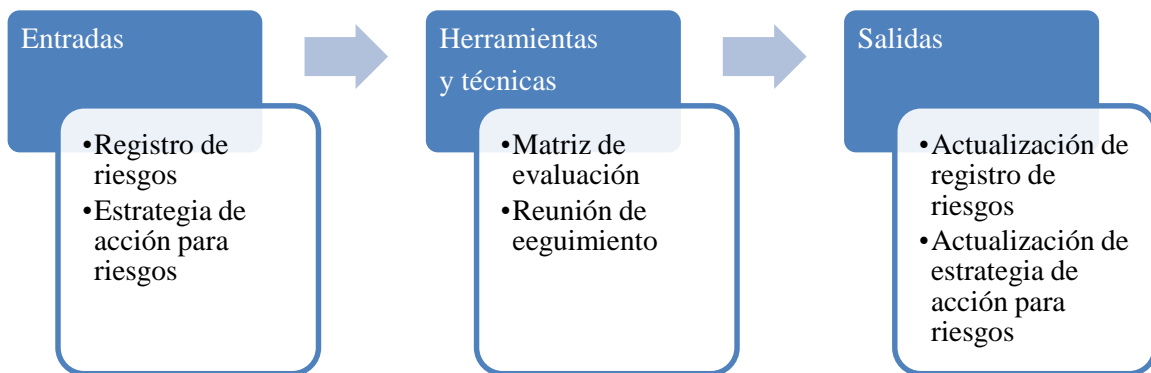 Entradas
•Registro de
riesgos
•Estrategia de
acción para
riesgos
Herramientas
y técnicas
•Matriz de
evaluación
•Reunión de
eeguimiento
Salidas
•Actualización de
registro de
riesgos
•Actualización de
estrategia de
acción para
riesgos